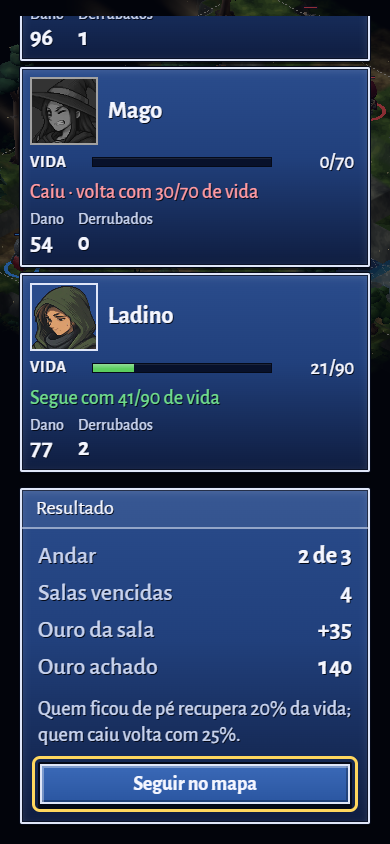 Dano Derrubados
96 1
Mago
VIDA 0/70
Caiu · volta com 30/70 de vida
Dano Derrubados
54 0
Ladino
VIDA 21/90
Segue com 41/90 de vida
Dano Derrubados
77 2
Resultado
Andar 2 de 3
Salas vencidas 4
Ouro da sala +35
Ouro achado 140
Quem ficou de pé recupera 20% da vida;
quem caiu volta com 25%.
Seguir no mapa